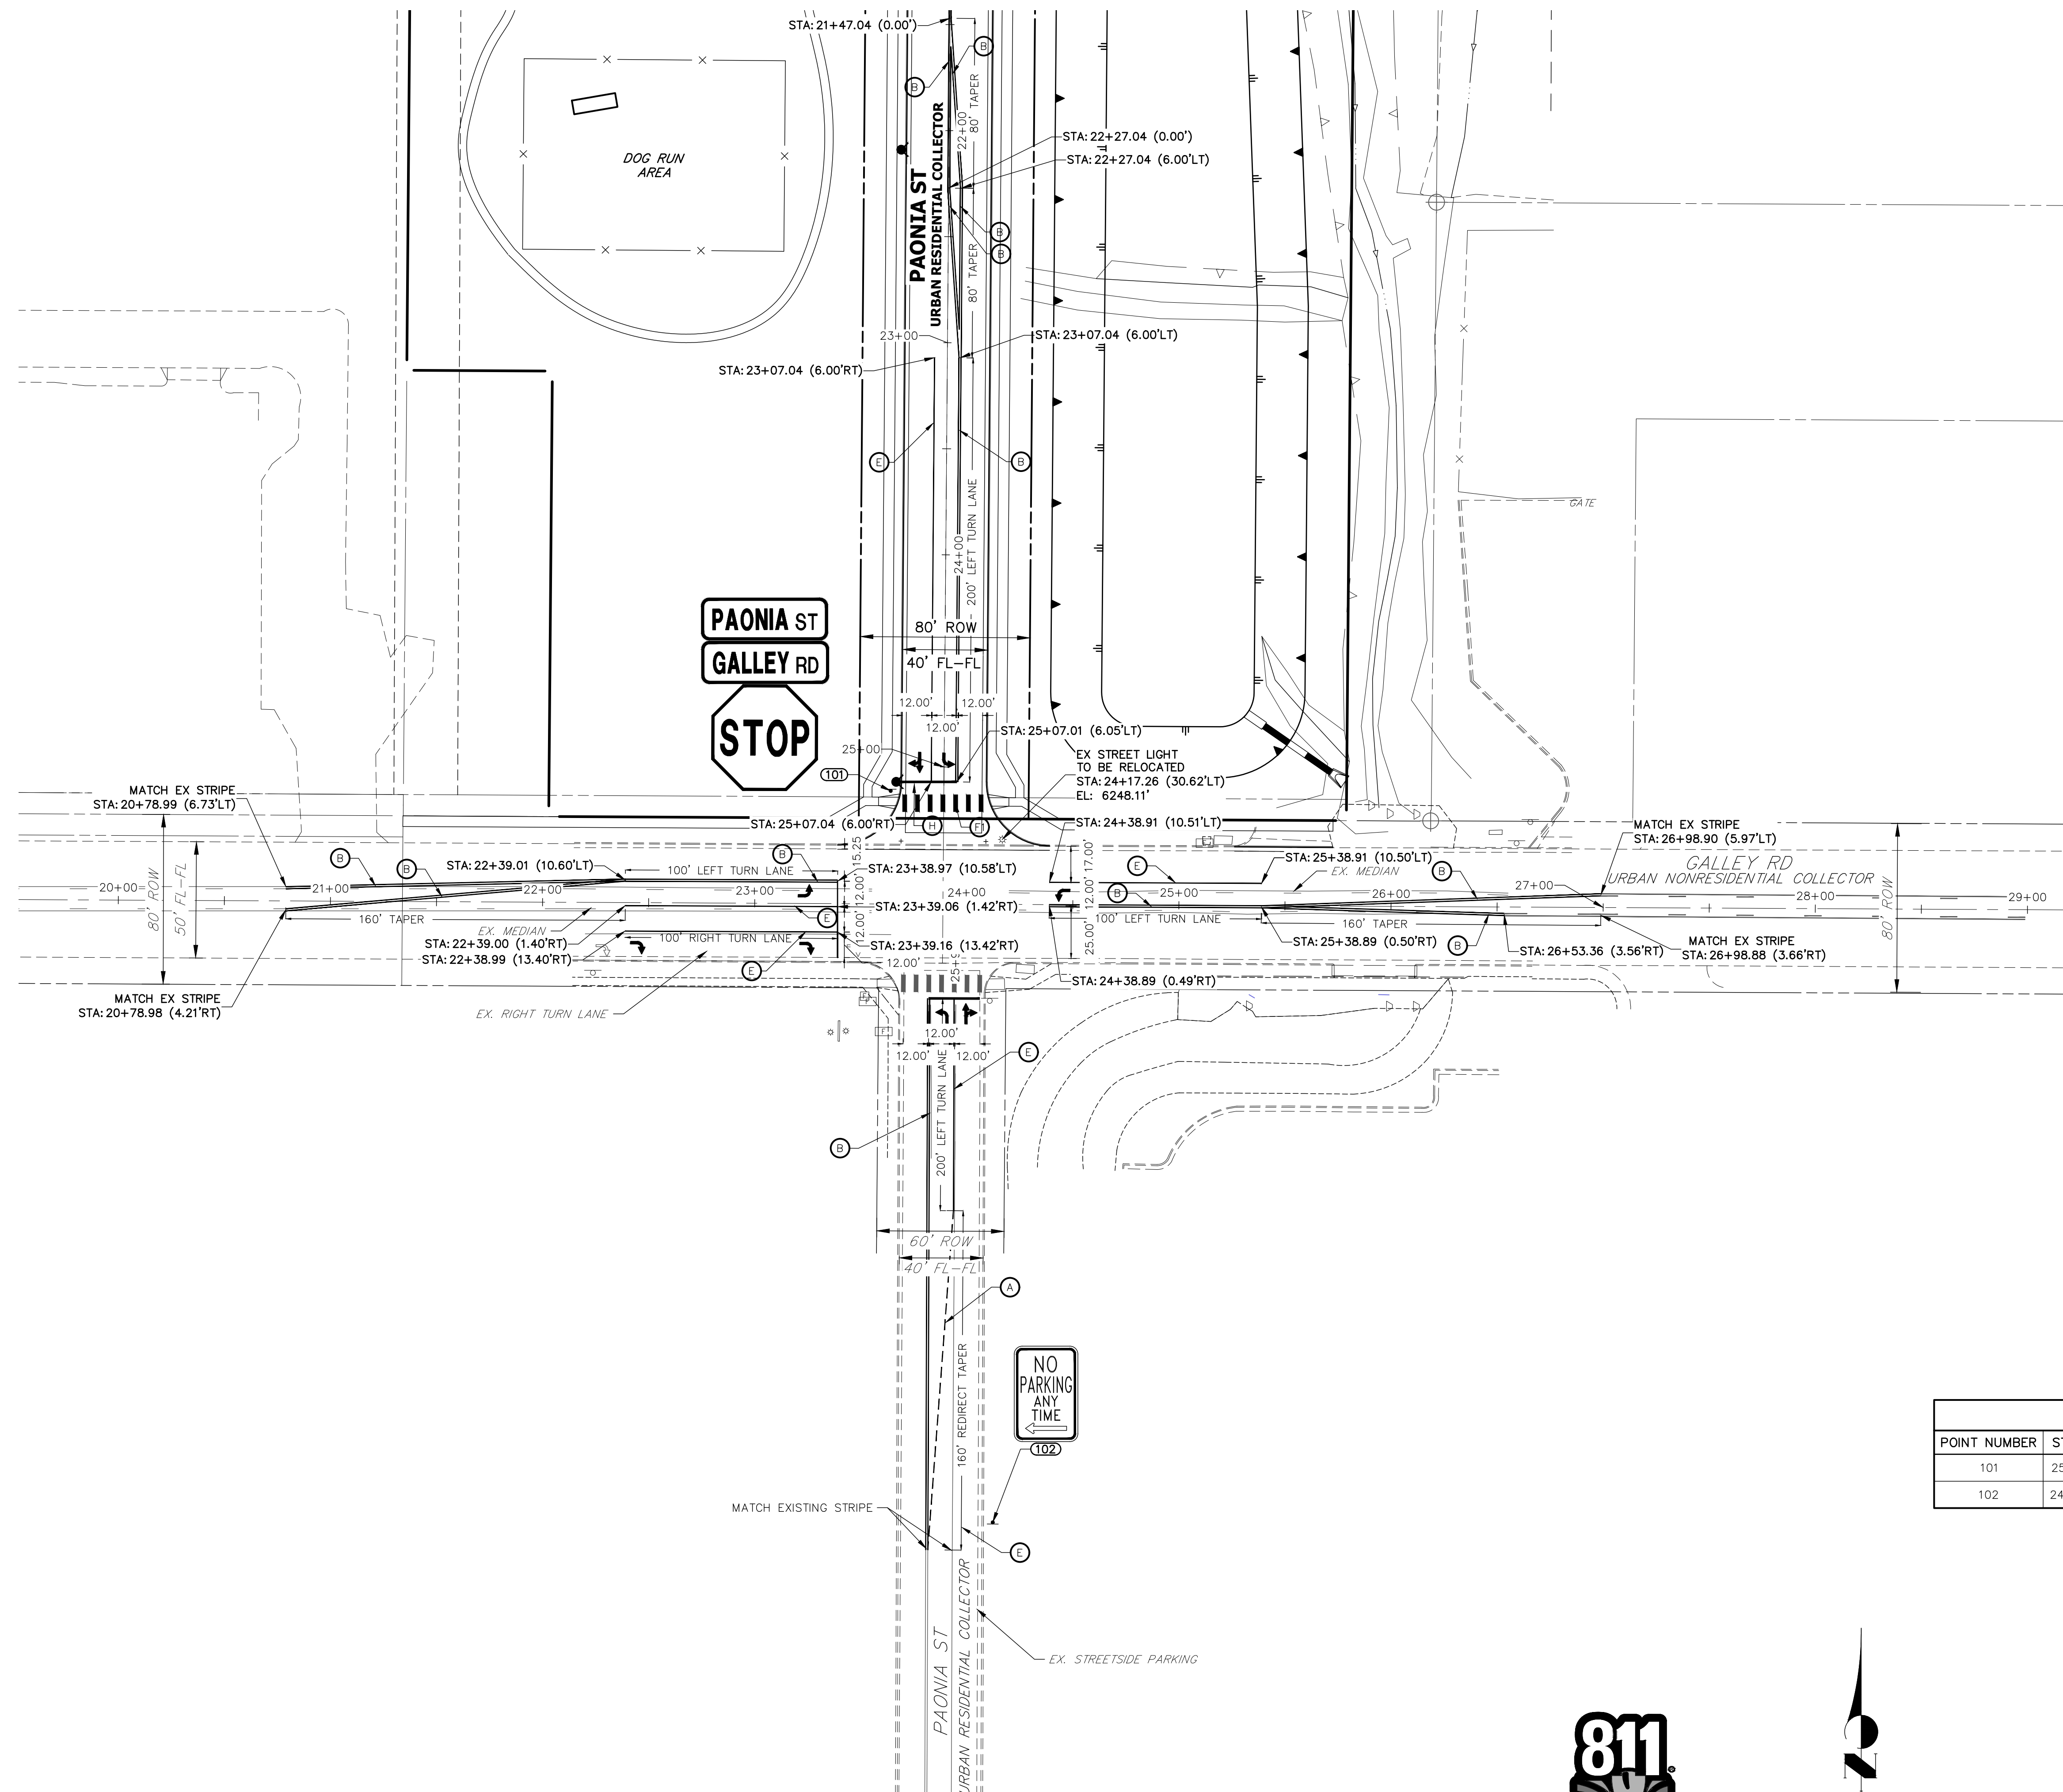 STA: 21+47.04 (0.00')
B
B
80' TAPER
22+00
PAONIA ST
URBAN RESIDENTIAL COLLECTOR
DOG RUN
AREA
STA: 22+27.04 (0.00')
STA: 22+27.04 (6.00'LT)
B
B
80' TAPER
23+00
STA: 23+07.04 (6.00'LT)
STA: 23+07.04 (6.00'RT)
E
B
GATE
200' LEFT TURN LANE
24+00
PAONIA ST
GALLEY RD
STOP
80' ROW
40' FL-FL
12.00'
12.00'
12.00'
STA: 25+07.01 (6.05'LT)
25+00
101
EX STREET LIGHT
TO BE RELOCATED
STA: 24+17.26 (30.62'LT)
EL: 6248.11'
MATCH EX STRIPE
STA: 20+78.99 (6.73'LT)
STA: 25+07.04 (6.00'RT)
H
F
STA: 24+38.91 (10.51'LT)
MATCH EX STRIPE
STA: 26+98.90 (5.97'LT)
B
B
STA: 22+39.01 (10.60'LT)
B
100' LEFT TURN LANE
15.25
STA: 23+38.97 (10.58'LT)
17.00'
E
STA: 25+38.91 (10.50'LT)
EX. MEDIAN
B
GALLEY RD
URBAN NONRESIDENTIAL COLLECTOR
20+00
80' ROW
50' FL-FL
21+00
22+00
23+00
12.00'
24+00
12.00'
B
25+00
26+00
27+00
28+00
29+00
80' ROW
160' TAPER
EX. MEDIAN
E
STA: 23+39.06 (1.42'RT)
100' LEFT TURN LANE
160' TAPER
STA: 22+39.00 (1.40'RT)
100' RIGHT TURN LANE
12.00'
STA: 23+39.16 (13.42'RT)
25.00'
STA: 25+38.89 (0.50'RT)
B
STA: 26+53.36 (3.56'RT)
MATCH EX STRIPE
STA: 26+98.88 (3.66'RT)
STA: 22+38.99 (13.40'RT)
E
12.00'
STA: 24+38.89 (0.49'RT)
MATCH EX STRIPE
STA: 20+78.98 (4.21'RT)
EX. RIGHT TURN LANE
12.00'
12.00'
12.00'
E
B
200' LEFT TURN LANE
60' ROW
40' FL-FL
A
160' REDIRECT TAPER
NO
PARKING
ANY
TIME
102
POINT NUMBER
101
25
102
24
MATCH EXISTING STRIPE
E
PAONIA ST
URBAN RESIDENTIAL COLLECTOR
EX. STREETSIDE PARKING
811
N